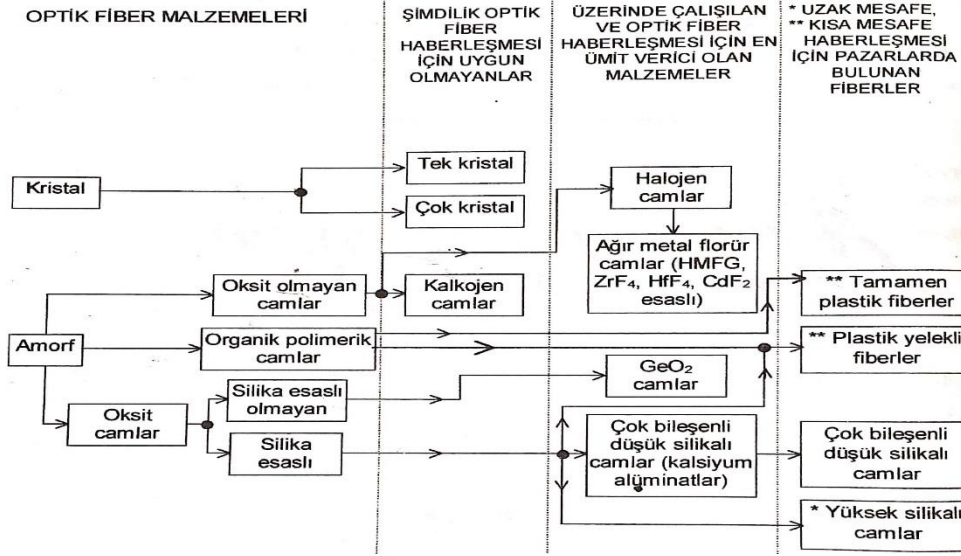 OPTİK FİBER MALZEMELERİ
ŞİMDİLİK OPTİK
FİBER
HABERLEŞMESİ
İÇİN UYGUN
OLMAYANLAR
ÜZERİNDE ÇALIŞILAN
VE OPTİK FİBER
HABERLEŞMESİ İÇİN EN
ÜMİT VERİCİ OLAN
MALZEMELER
* UZAK MESAFE,
** KISA MESAFE
HABERLEŞMESİ
İÇİN PAZARLARDA
BULUNAN
FİBERLER
Kristal
Tek kristal
Çok kristal
Halojen
camlar
Ağır metal florür
camlar (HMFG,
ZrF₄, HfF₄, CdF₂
esaslı)
Oksit olmayan
camlar
Kalkojen
camlar
** Tamamen
plastik fiberler
Amorf
Organik polimerik
camlar
** Plastik yelekli
fiberler
Silika esaslı
olmayan
GeO₂
camlar
Oksit
camlar
Silika
esaslı
Çok bileşenli
düşük silikalı
camlar (kalsiyum
alüminatlar)
Çok bileşenli
düşük silikalı
camlar
* Yüksek silikalı
camlar